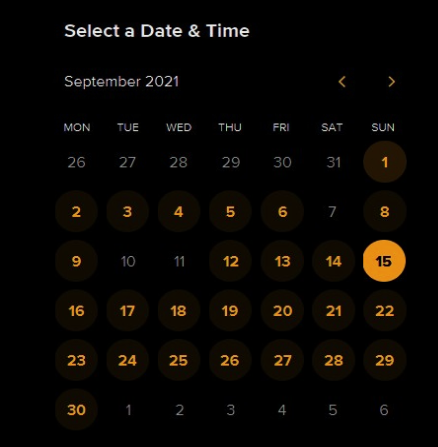 Select a Date & Time
September 2021 < >
MON TUE WED THU FRI SAT SUN
26 27 28 29 30 31 1
2 3 4 5 6 7 8
9 10 11 12 13 14 15
16 17 18 19 20 21 22
23 24 25 26 27 28 29
30 1 2 3 4 5 6